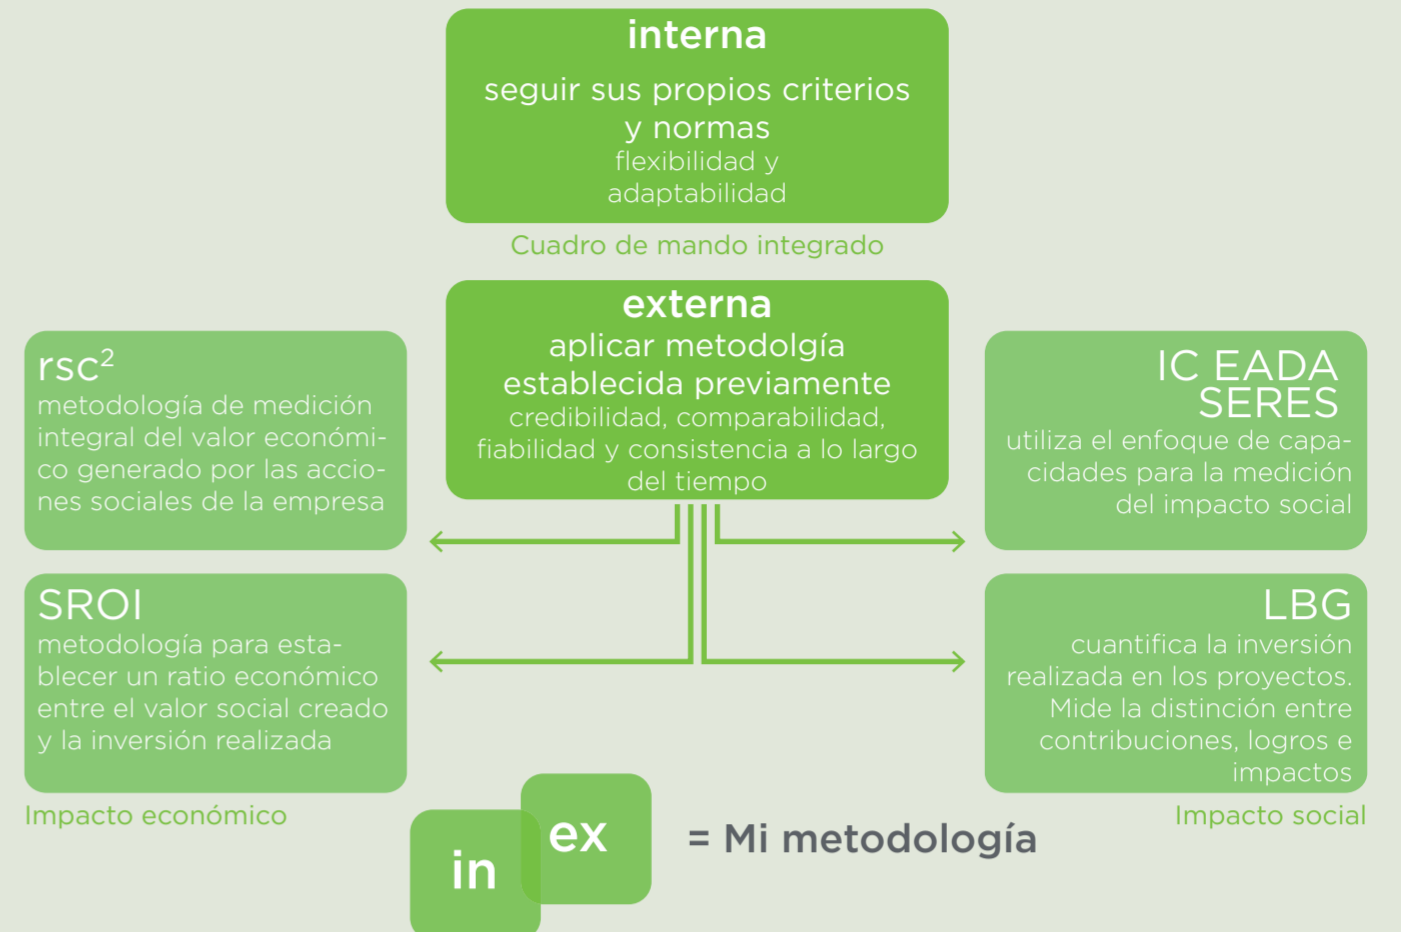 interna
seguir sus propios criterios
y normas
flexibilidad y
adaptabilidad
Cuadro de mando integrado
externa
aplicar metodolgía
establecida previamente
credibilidad, comparabilidad,
fiabilidad y consistencia a lo largo
del tiempo
rsc²
metodología de medición
integral del valor económi-
co generado por las accio-
nes sociales de la empresa
SROI
metodología para esta-
blecer un ratio económico
entre el valor social creado
y la inversión realizada
Impacto económico
IC EADA
SERES
utiliza el enfoque de capa-
cidades para la medición
del impacto social
LBG
cuantifica la inversión
realizada en los proyectos.
Mide la distinción entre
contribuciones, logros e
impactos
Impacto social
in
ex
= Mi metodología